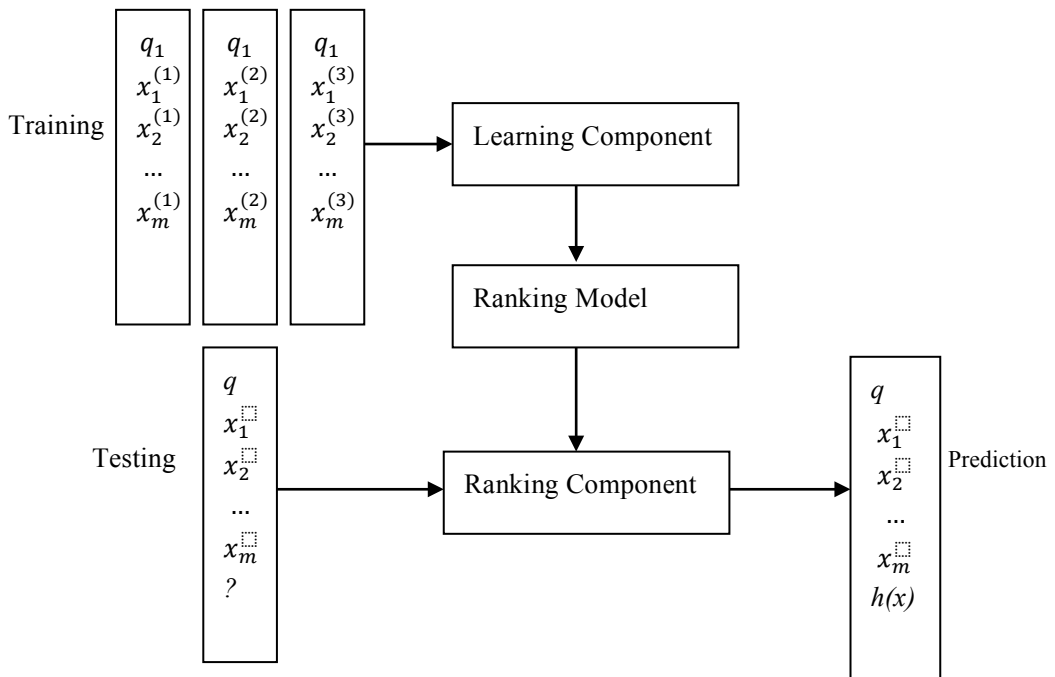 Training
q₁
x₁⁽¹⁾
x₂⁽¹⁾
...
xₘ⁽¹⁾
q₁
x₁⁽²⁾
x₂⁽²⁾
...
xₘ⁽²⁾
q₁
x₁⁽³⁾
x₂⁽³⁾
...
xₘ⁽³⁾
Learning Component
Ranking Model
Testing
q
x₁□
x₂□
...
xₘ□
?
Ranking Component
q
x₁□
x₂□
...
xₘ□
h(x)
Prediction